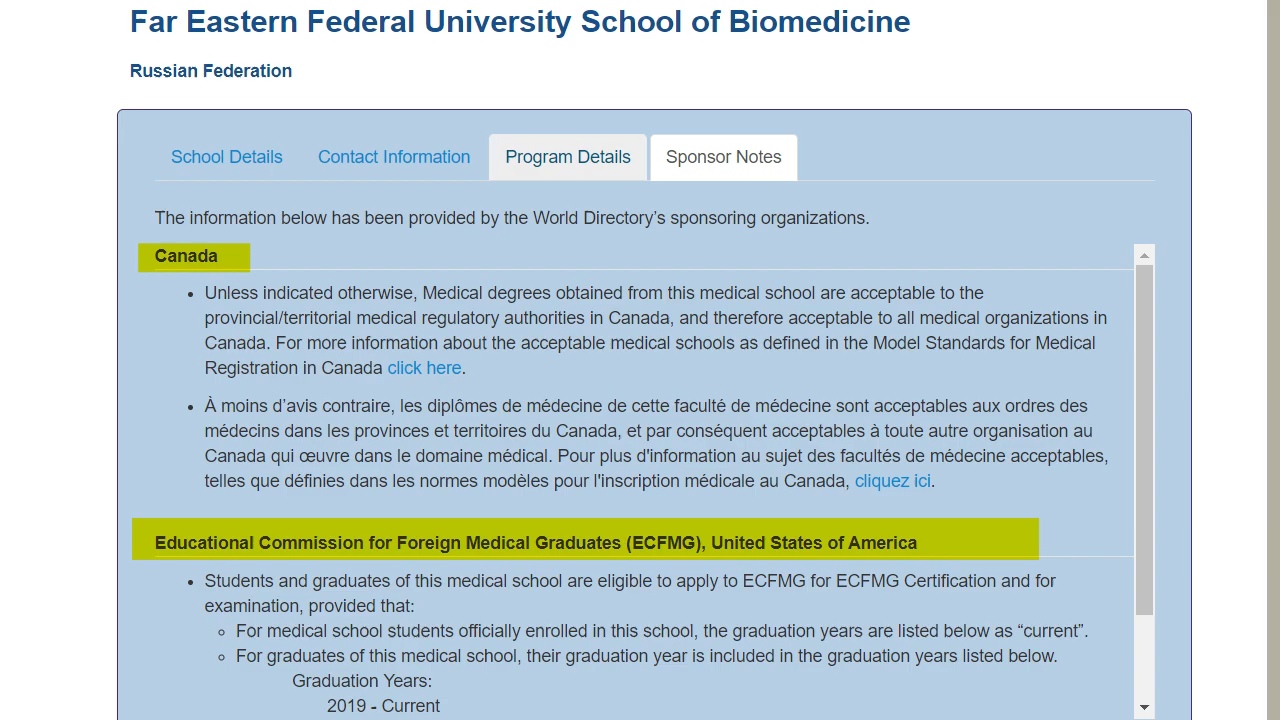 Far Eastern Federal University School of Biomedicine
Russian Federation
School Details Contact Information Program Details Sponsor Notes
The information below has been provided by the World Directory’s sponsoring organizations.
Canada
• Unless indicated otherwise, Medical degrees obtained from this medical school are acceptable to the
provincial/territorial medical regulatory authorities in Canada, and therefore acceptable to all medical organizations in
Canada. For more information about the acceptable medical schools as defined in the Model Standards for Medical
Registration in Canada click here.
• À moins d’avis contraire, les diplômes de médecine de cette faculté de médecine sont acceptables aux ordres des
médecins dans les provinces et territoires du Canada, et par conséquent acceptables à toute autre organisation au
Canada qui œuvre dans le domaine médical. Pour plus d'information au sujet des facultés de médecine acceptables,
telles que définies dans les normes modèles pour l'inscription médicale au Canada, cliquez ici.
Educational Commission for Foreign Medical Graduates (ECFMG), United States of America
• Students and graduates of this medical school are eligible to apply to ECFMG for ECFMG Certification and for
examination, provided that:
◦ For medical school students officially enrolled in this school, the graduation years are listed below as “current”.
◦ For graduates of this medical school, their graduation year is included in the graduation years listed below.
Graduation Years:
2019 - Current